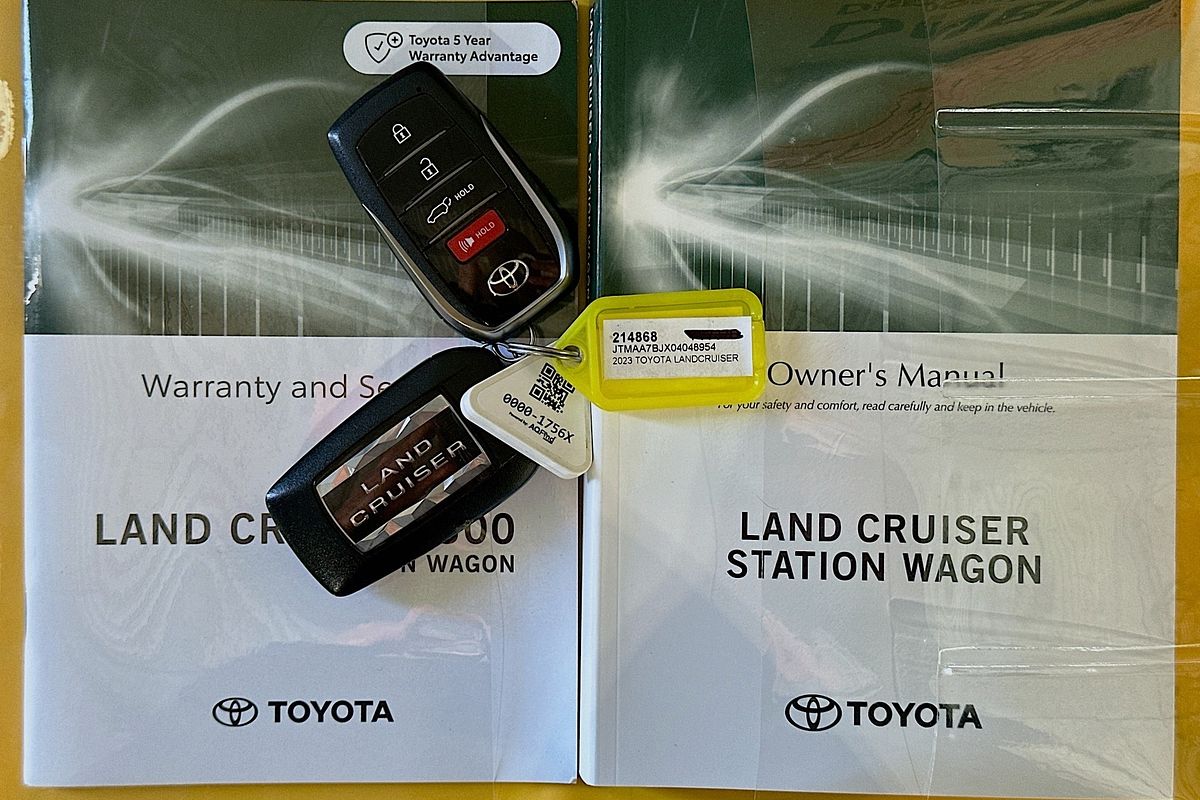 Toyota 5 Year
Warranty Advantage
HOLD
HOLD
214868
JTMAA7BJX04048954
2023 TOYOTA LANDCRUISER
0000-1756X
Warranty and Se
LAND
CRUISER
LAND CR 300
N WAGON
TOYOTA
Owner's Manual
For your safety and comfort, read carefully and keep in the vehicle.
LAND CRUISER
STATION WAGON
TOYOTA